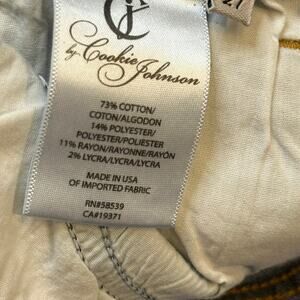 by Cookie Johnson
27
73% COTTON/
COTON/ALGODON
14% POLYESTER/
POLYESTER/POLIESTER
11% RAYON/RAYONNE/RAYÓN
2% LYCRA/LYCRA/LYCRA
MADE IN USA
OF IMPORTED FABRIC
RN#58539
CA#19371